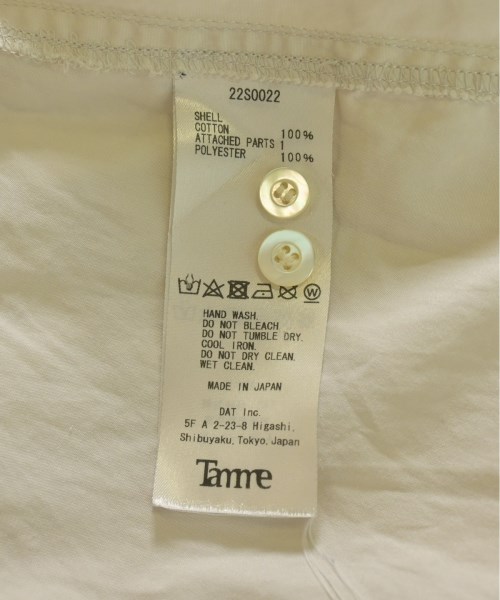 22S0022
SHELL
COTTON 100%
ATTACHED PARTS 1
POLYESTER 100%
W
HAND WASH.
DO NOT BLEACH.
DO NOT TUMBLE DRY.
COOL IRON.
DO NOT DRY CLEAN.
WET CLEAN.
MADE IN JAPAN
DAT Inc.
5F A 2-23-8 Higashi,
Shibuyaku, Tokyo, Japan
Tamme